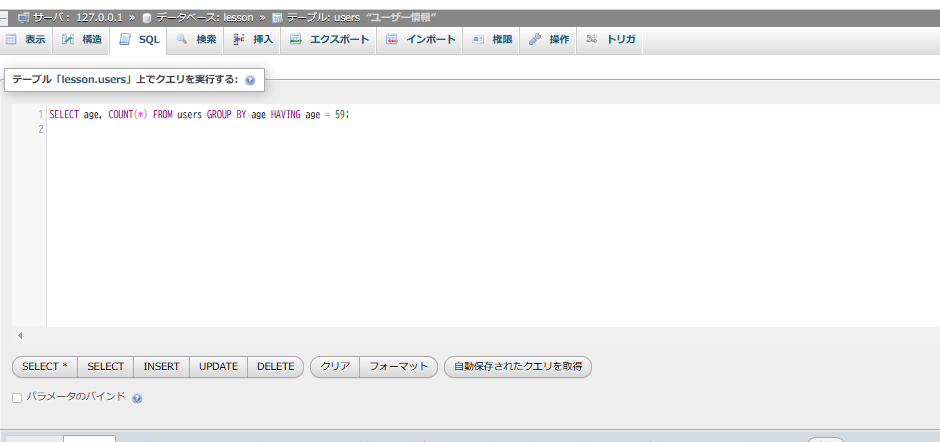 サーバ : 127.0.0.1 » データベース: lesson » テーブル: users "ユーザー情報"
表示 構造 SQL 検索 挿入 エクスポート インポート 権限 操作 トリガ
テーブル「lesson.users」上でクエリを実行する:
1 SELECT age, COUNT(*) FROM users GROUP BY age HAVING age = 59;
2
SELECT * SELECT INSERT UPDATE DELETE クリア フォーマット 自動保存されたクエリを取得
パラメータのバインド